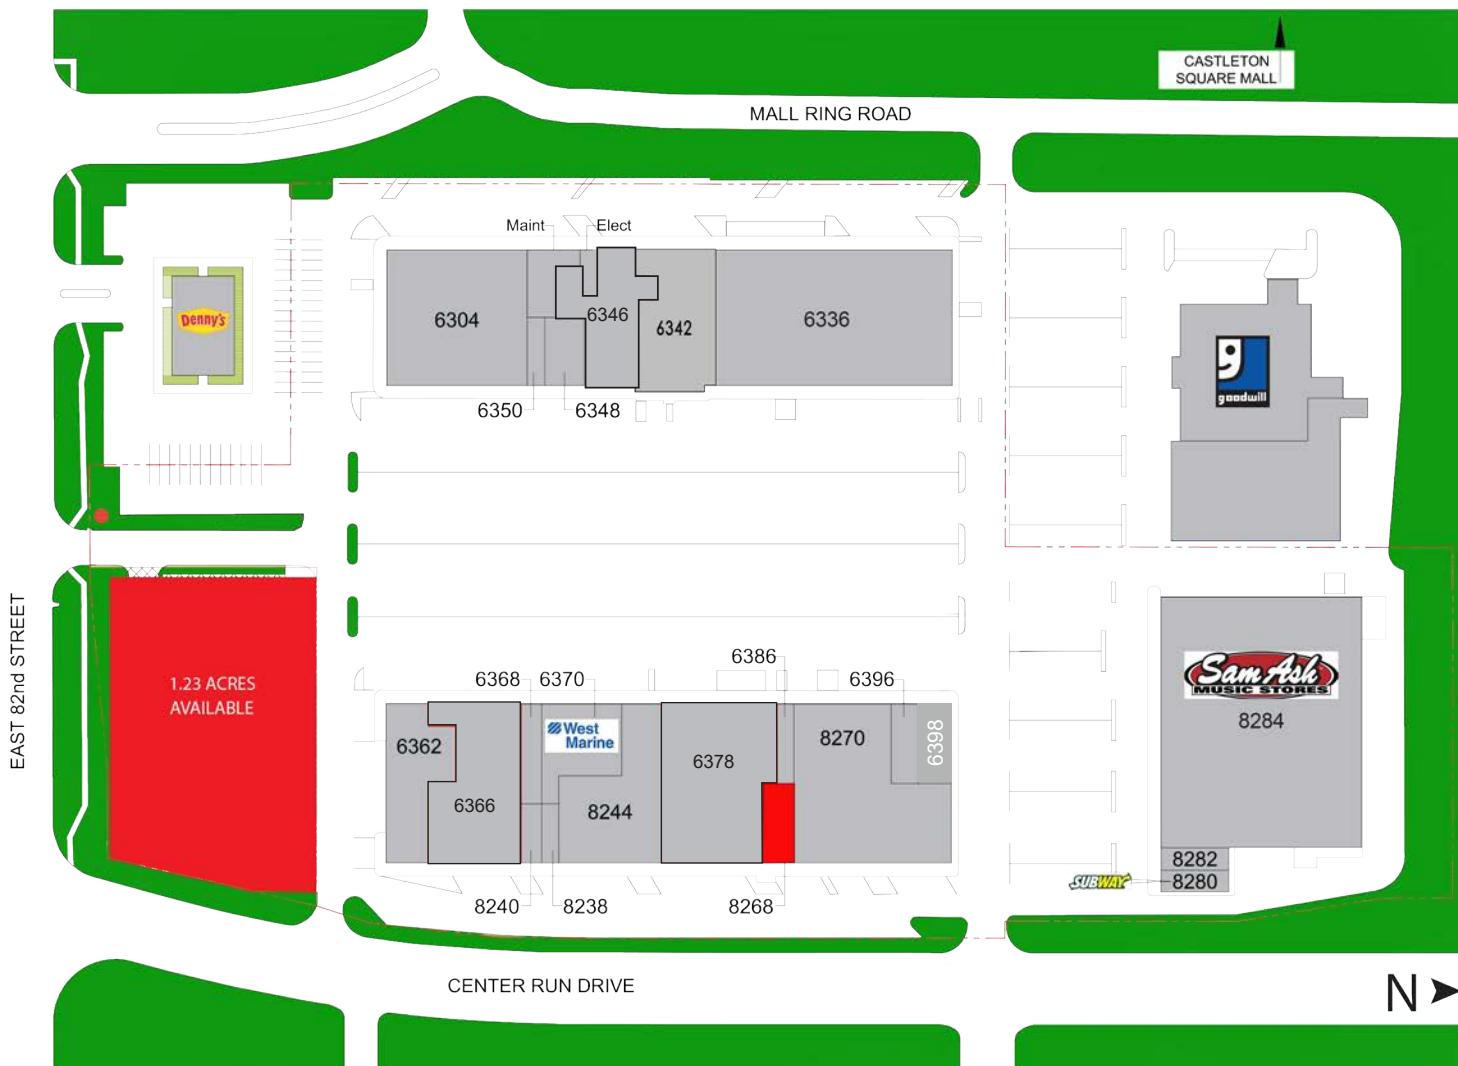 CASTLETON
SQUARE MALL
MALL RING ROAD
Maint
Elect
Denny's
6304
6346
6342
6336
goodwill
6350
6348
EAST 82nd STREET
1.23 ACRES
AVAILABLE
6386
6368
6370
6396
Sam Ash
MUSIC STORES
8284
West
Marine
6362
6378
8270
6398
6366
8244
8282
SUBWAY
8280
8240
8238
8268
CENTER RUN DRIVE
N